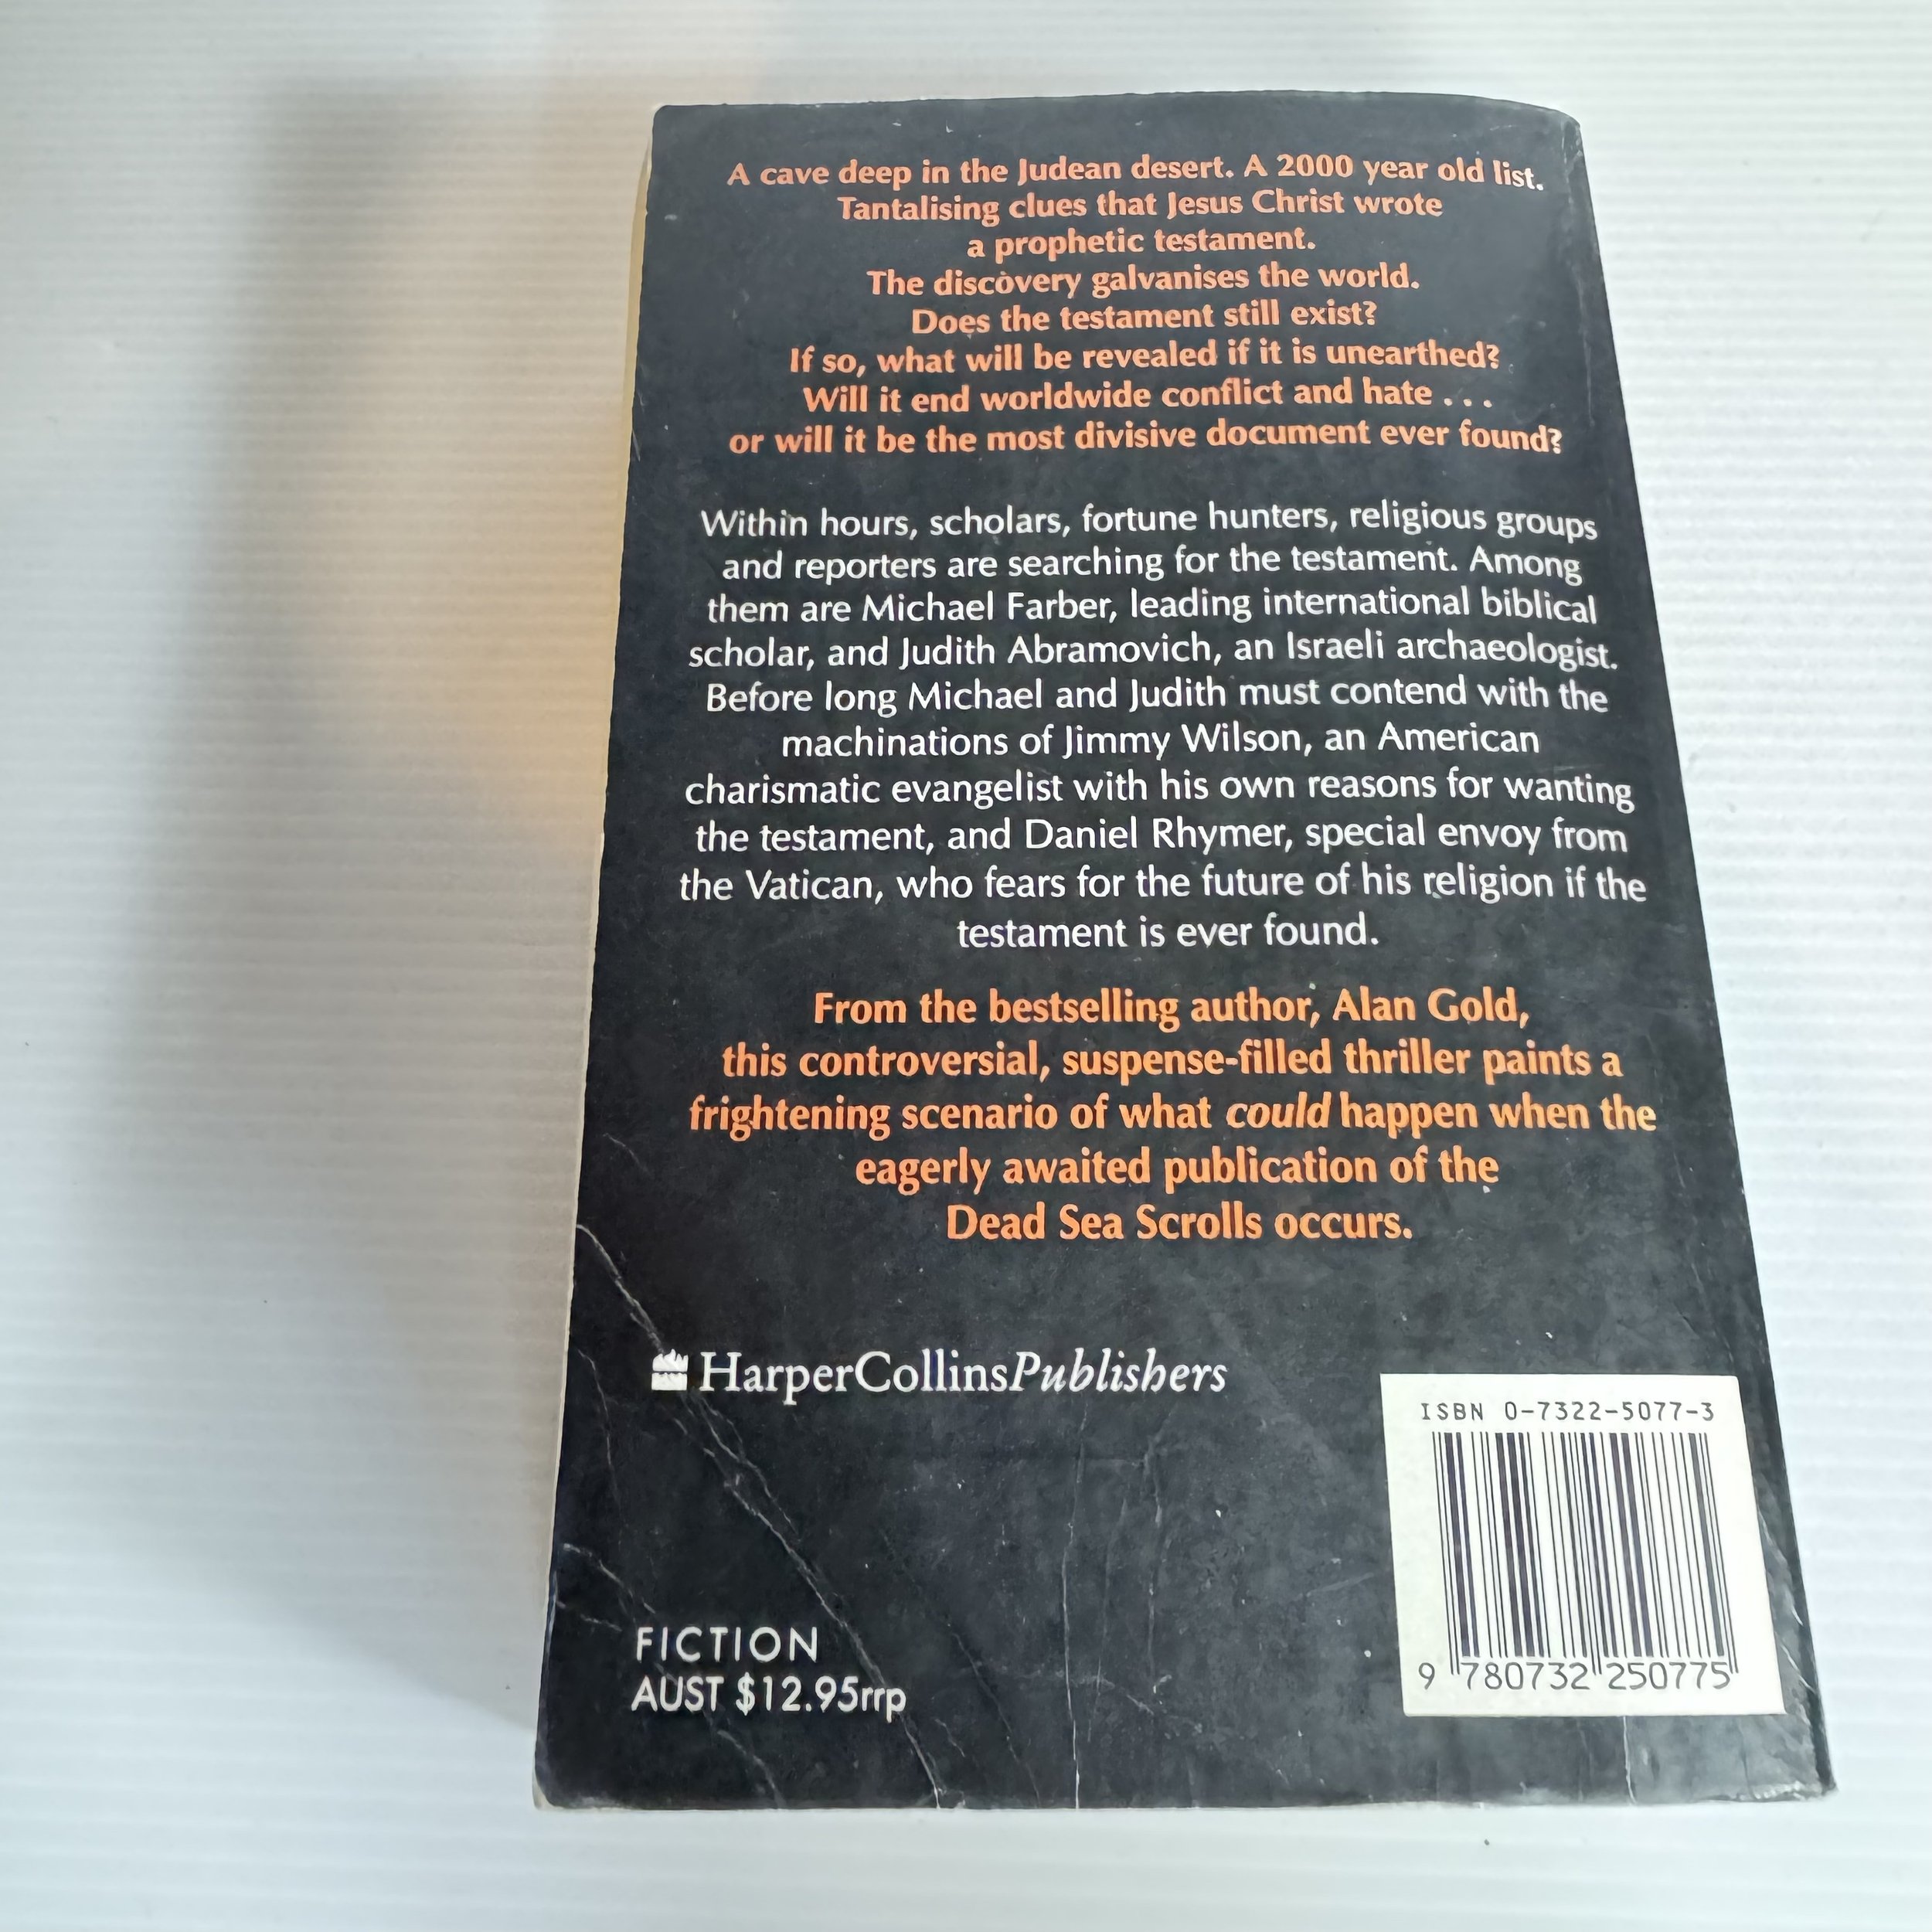 A cave deep in the Judean desert. A 2000 year old list.
Tantalising clues that Jesus Christ wrote
a prophetic testament.
The discovery galvanises the world.
Does the testament still exist?
If so, what will be revealed if it is unearthed?
Will it end worldwide conflict and hate . . .
or will it be the most divisive document ever found?
Within hours, scholars, fortune hunters, religious groups
and reporters are searching for the testament. Among
them are Michael Farber, leading international biblical
scholar, and Judith Abramovich, an Israeli archaeologist.
Before long Michael and Judith must contend with the
machinations of Jimmy Wilson, an American
charismatic evangelist with his own reasons for wanting
the testament, and Daniel Rhymer, special envoy from
the Vatican, who fears for the future of his religion if the
testament is ever found.
From the bestselling author, Alan Gold,
this controversial, suspense-filled thriller paints a
frightening scenario of what could happen when the
eagerly awaited publication of the
Dead Sea Scrolls occurs.
HarperCollinsPublishers
ISBN 0-7322-5077-3
9 780732 250775
FICTION
AUST $12.95rrp